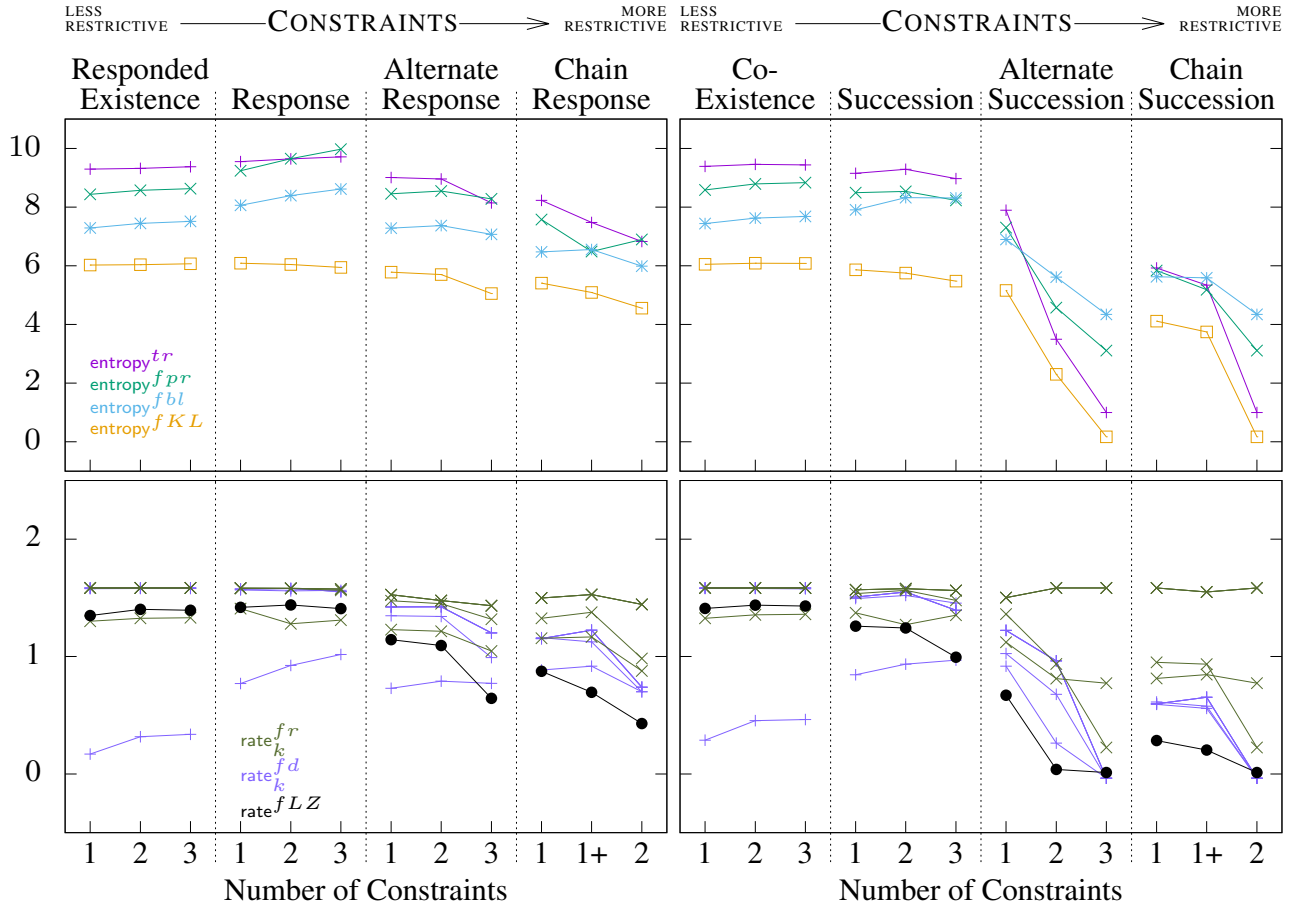 LESS RESTRICTIVE CONSTRAINTS MORE RESTRICTIVE
LESS RESTRICTIVE CONSTRAINTS MORE RESTRICTIVE
Responded Existence
Response
Alternate Response
Chain Response
Co-Existence
Succession
Alternate Succession
Chain Succession
10
8
6
4
2
0
entropy^{tr}
entropy^{fpr}
entropy^{fbl}
entropy^{fKL}
2
1
0
rate_k^{fr}
rate_k^{fd}
rate^{fLZ}
1 2 3 1 2 3 1 2 3 1 1+ 2
1 2 3 1 2 3 1 2 3 1 1+ 2
Number of Constraints
Number of Constraints